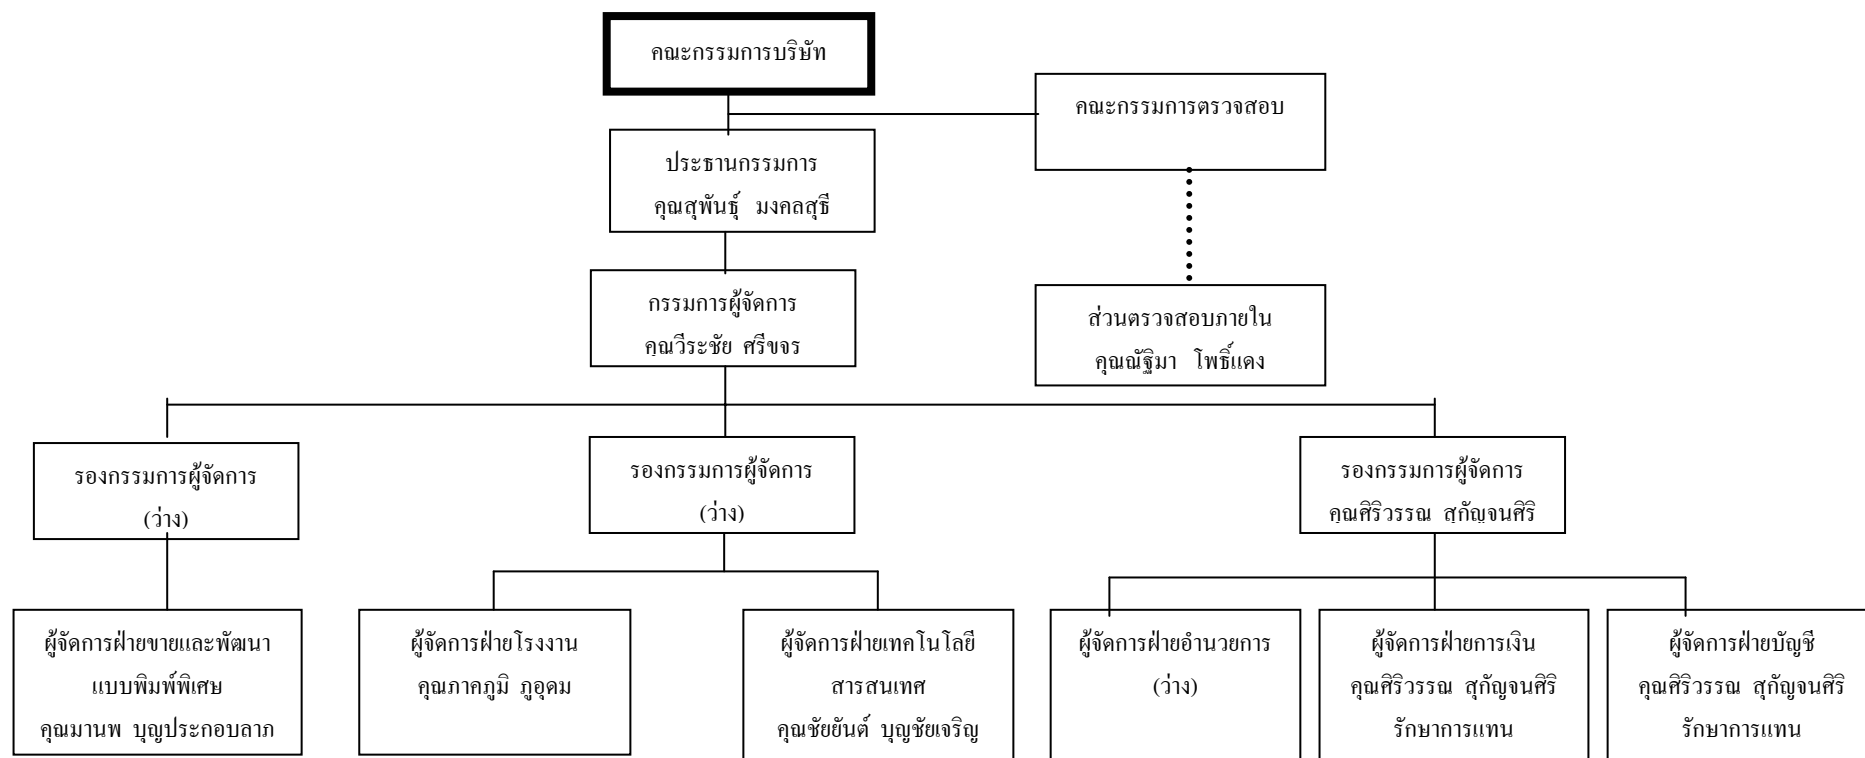 คณะกรรมการบริษัท
คณะกรรมการตรวจสอบ
ประธานกรรมการ
คุณสุพันธุ์ มงคลสุธี
กรรมการผู้จัดการ
คุณวีระชัย ศรีขจร
ส่วนตรวจสอบภายใน
คุณณัฐิมา โพธิ์แดง
รองกรรมการผู้จัดการ
(ว่าง)
รองกรรมการผู้จัดการ
(ว่าง)
รองกรรมการผู้จัดการ
คุณศิริวรรณ สุกัญจนศิริ
ผู้จัดการฝ่ายขายและพัฒนา
แบบพิมพ์พิเศษ
คุณมานพ บุญประกอบลาภ
ผู้จัดการฝ่ายโรงงาน
คุณภาคภูมิ ภูอุดม
ผู้จัดการฝ่ายเทคโนโลยี
สารสนเทศ
คุณชัยยันต์ บุญชัยเจริญ
ผู้จัดการฝ่ายอำนวยการ
(ว่าง)
ผู้จัดการฝ่ายการเงิน
คุณศิริวรรณ สุกัญจนศิริ
รักษาการแทน
ผู้จัดการฝ่ายบัญชี
คุณศิริวรรณ สุกัญจนศิริ
รักษาการแทน